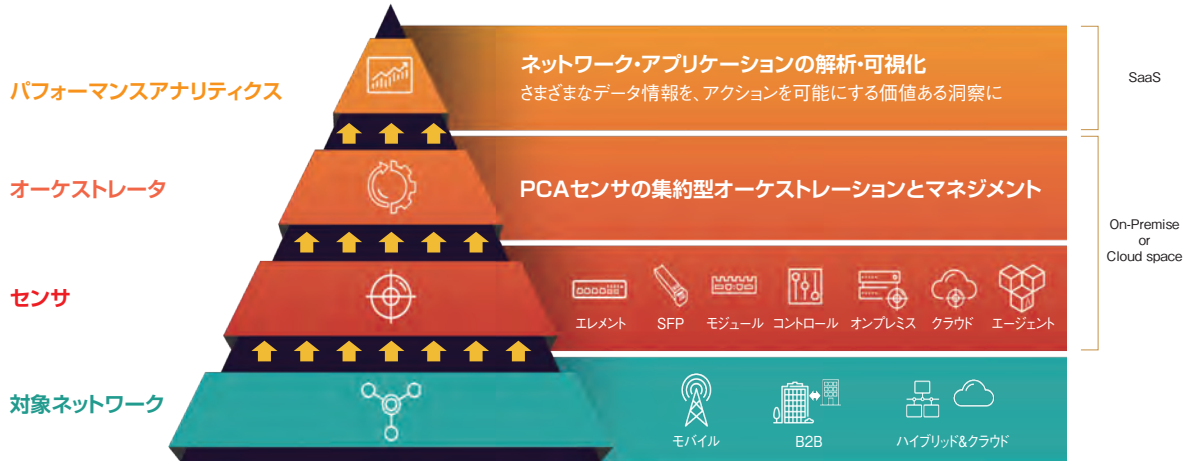 パフォーマンスアナリティクス
ネットワーク・アプリケーションの解析・可視化
さまざまなデータ情報を、アクションを可能にする価値ある洞察に
SaaS
オーケストレータ
PCAセンサの集約型オーケストレーションとマネジメント
On-Premise
or
Cloud space
センサ
エレメント SFP モジュール コントロール オンプレミス クラウド エージェント
対象ネットワーク
モバイル B2B ハイブリッド&クラウド